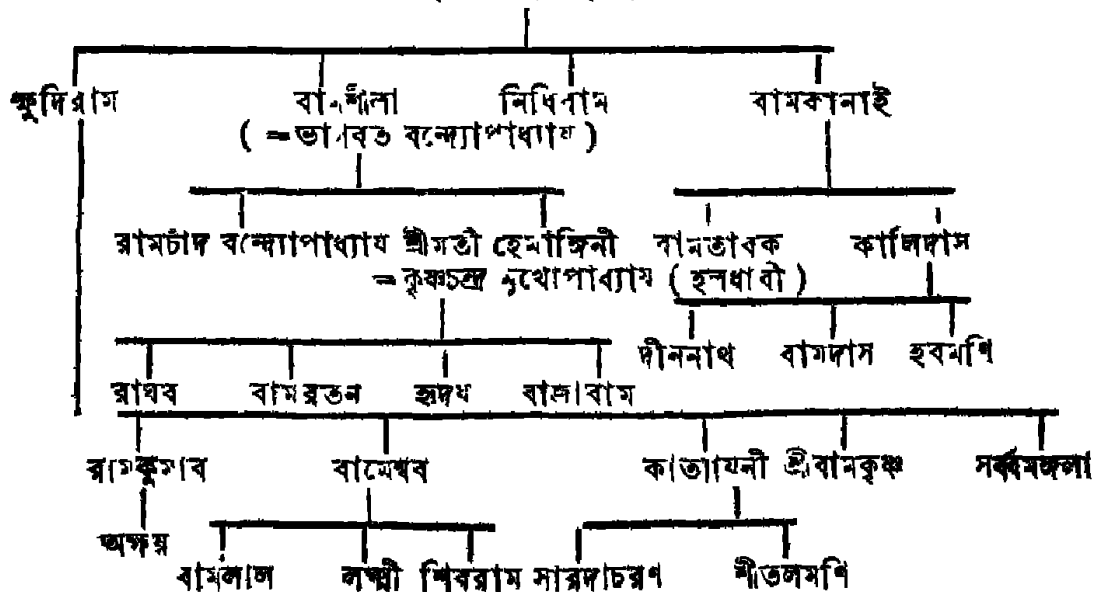 ক্ষুদিরাম রামশীলা নিধিরাম রামকানাই
( = ভাগবত বন্দ্যোপাধ্যায় )
রামচাঁদ বন্দ্যোপাধ্যায় শ্রীমতী হেমাঙ্গিনী রামতারক কালিদাস
= কৃষ্ণচন্দ্র মুখোপাধ্যায় ( হলধারী )
দীননাথ রামদাস হরমণি
রাঘব রামরতন হৃদয় রাজারাম
রামকুমার রামেশ্বর কাত্যায়নী শ্রীরামকৃষ্ণ সর্ব্বমঙ্গলা
অক্ষয়
রামলাল লক্ষ্মী শিবরাম সারদাচরণ শীতলমণি